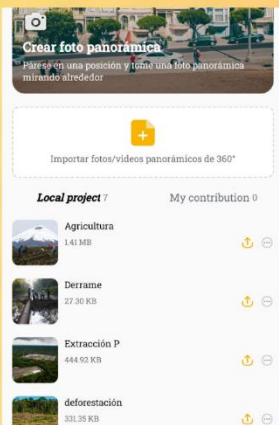 Crear foto panorámica
Párese en una posición y tome una foto panorámica
mirando alrededor
Importar fotos/videos panorámicos de 360°
Local project 7
My contribution 0
Agricultura
1.41 MB
Derrame
27.30 KB
Extracción P
444.92 KB
deforestación
331.35 KB